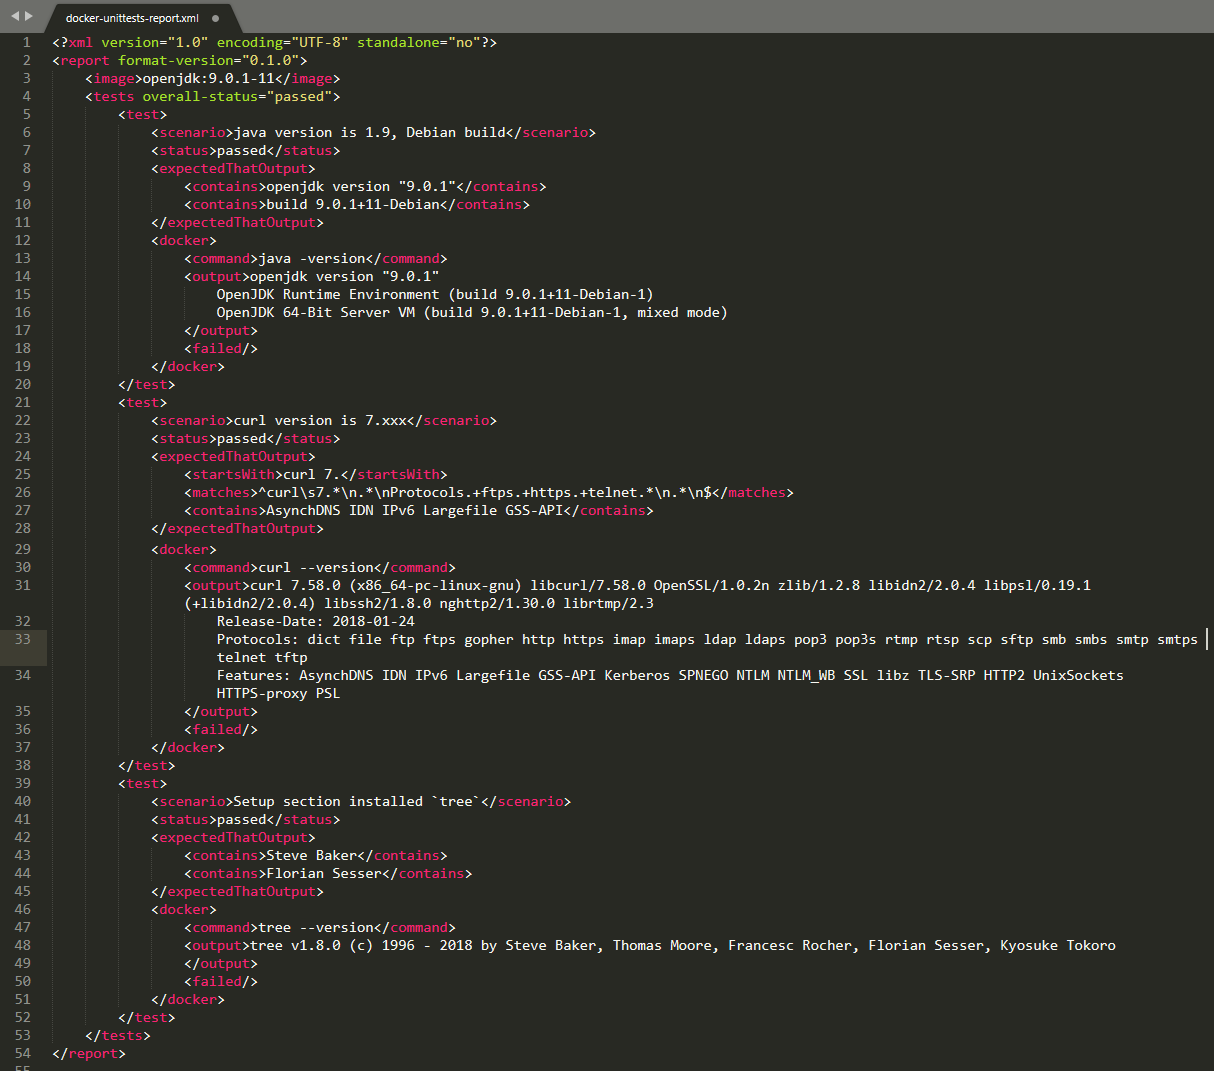 docker-unittests-report.xml
1 <?xml version="1.0" encoding="UTF-8" standalone="no"?>
2 <report format-version="0.1.0">
3 <image>openjdk:9.0.1-11</image>
4 <tests overall-status="passed">
5 <test>
6 <scenario>java version is 1.9, Debian build</scenario>
7 <status>passed</status>
8 <expectedThatOutput>
9 <contains>openjdk version "9.0.1"</contains>
10 <contains>build 9.0.1+11-Debian</contains>
11 </expectedThatOutput>
12 <docker>
13 <command>java -version</command>
14 <output>openjdk version "9.0.1"
15 OpenJDK Runtime Environment (build 9.0.1+11-Debian-1)
16 OpenJDK 64-Bit Server VM (build 9.0.1+11-Debian-1, mixed mode)
17 </output>
18 <failed/>
19 </docker>
20 </test>
21 <test>
22 <scenario>curl version is 7.xxx</scenario>
23 <status>passed</status>
24 <expectedThatOutput>
25 <startsWith>curl 7.</startsWith>
26 <matches>^curl\s7.*\n.*\nProtocols.+ftps.+https.+telnet.*\n.*\n$</matches>
27 <contains>AsynchDNS IDN IPv6 Largefile GSS-API</contains>
28 </expectedThatOutput>
29 <docker>
30 <command>curl --version</command>
31 <output>curl 7.58.0 (x86_64-pc-linux-gnu) libcurl/7.58.0 OpenSSL/1.0.2n zlib/1.2.8 libidn2/2.0.4 libpsl/0.19.1
(+libidn2/2.0.4) libssh2/1.8.0 nghttp2/1.30.0 librtmp/2.3
32 Release-Date: 2018-01-24
33 Protocols: dict file ftp ftps gopher http https imap imaps ldap ldaps pop3 pop3s rtmp rtsp scp sftp smb smbs smtp smtps
telnet tftp
34 Features: AsynchDNS IDN IPv6 Largefile GSS-API Kerberos SPNEGO NTLM NTLM_WB SSL libz TLS-SRP HTTP2 UnixSockets
HTTPS-proxy PSL
35 </output>
36 <failed/>
37 </docker>
38 </test>
39 <test>
40 <scenario>Setup section installed `tree`</scenario>
41 <status>passed</status>
42 <expectedThatOutput>
43 <contains>Steve Baker</contains>
44 <contains>Florian Sesser</contains>
45 </expectedThatOutput>
46 <docker>
47 <command>tree --version</command>
48 <output>tree v1.8.0 (c) 1996 - 2018 by Steve Baker, Thomas Moore, Francesc Rocher, Florian Sesser, Kyosuke Tokoro
49 </output>
50 <failed/>
51 </docker>
52 </test>
53 </tests>
54 </report>
55